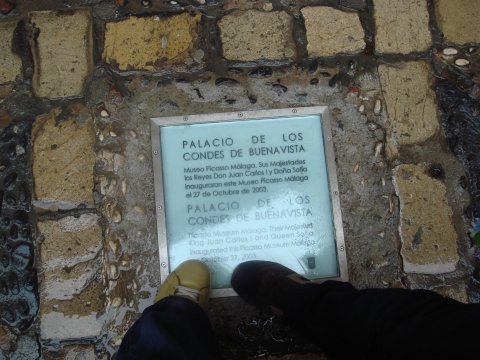 PALACIO DE LOS
CONDES DE BUENAVISTA
Museo Picasso Málaga. Sus Majestades
los Reyes Don Juan Carlos I y Doña Sofía
inauguraron este Museo Picasso Málaga
el 27 de Octubre de 2003.
PALACIO DE LOS
CONDES DE BUENAVISTA
Picasso Museum Málaga. Their Majesties
King Juan Carlos I and Queen Sofía
inaugurated this Picasso Museum Málaga
on October 27, 2003.